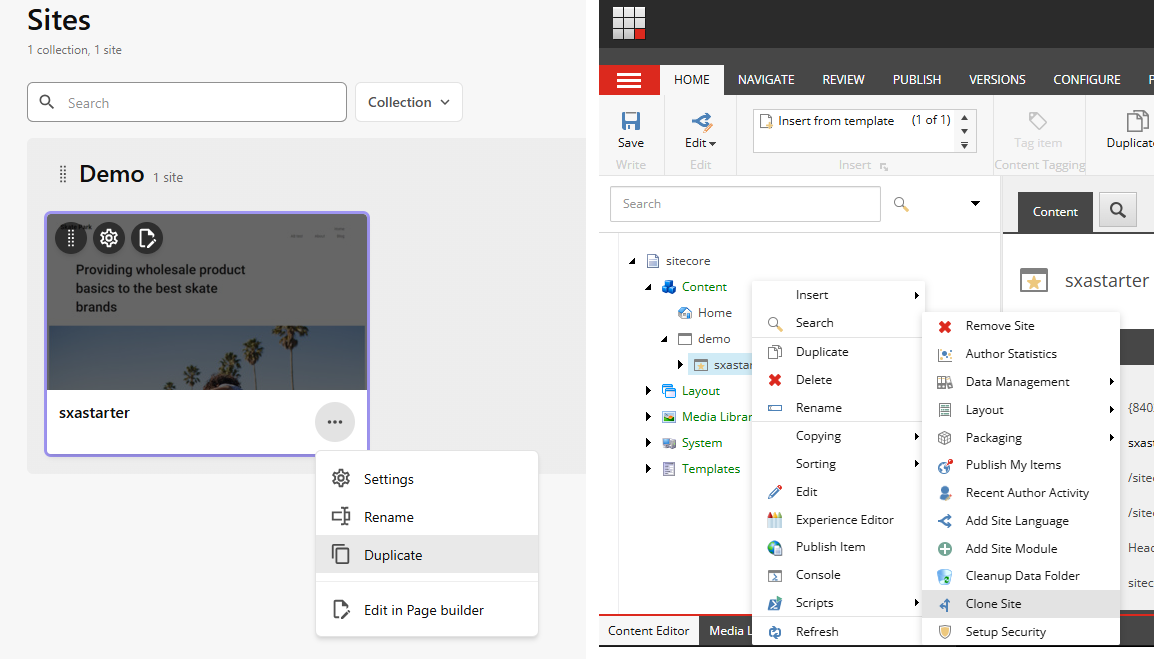 Sites
1 collection, 1 site
Search
Collection
Demo 1 site
Providing wholesale product
basics to the best skate
brands
sxastarter
Settings
Rename
Duplicate
Edit in Page builder
HOME NAVIGATE REVIEW PUBLISH VERSIONS CONFIGURE P
Save Edit Insert from template (1 of 1) Tag item Duplicate
Write Edit Insert Content Tagging
Search
Content
sitecore
Content
Home
demo
sxastar
Layout
Media Librar
System
Templates
Insert
Search
Duplicate
Delete
Rename
Copying
Sorting
Edit
Experience Editor
Publish Item
Console
Scripts
Refresh
Remove Site
Author Statistics
Data Management
Layout
Packaging
Publish My Items
Recent Author Activity
Add Site Language
Add Site Module
Cleanup Data Folder
Clone Site
Setup Security
sxastarter
{840
sxast
/sitec
/sitec
Head
sitec
Content Editor Media L